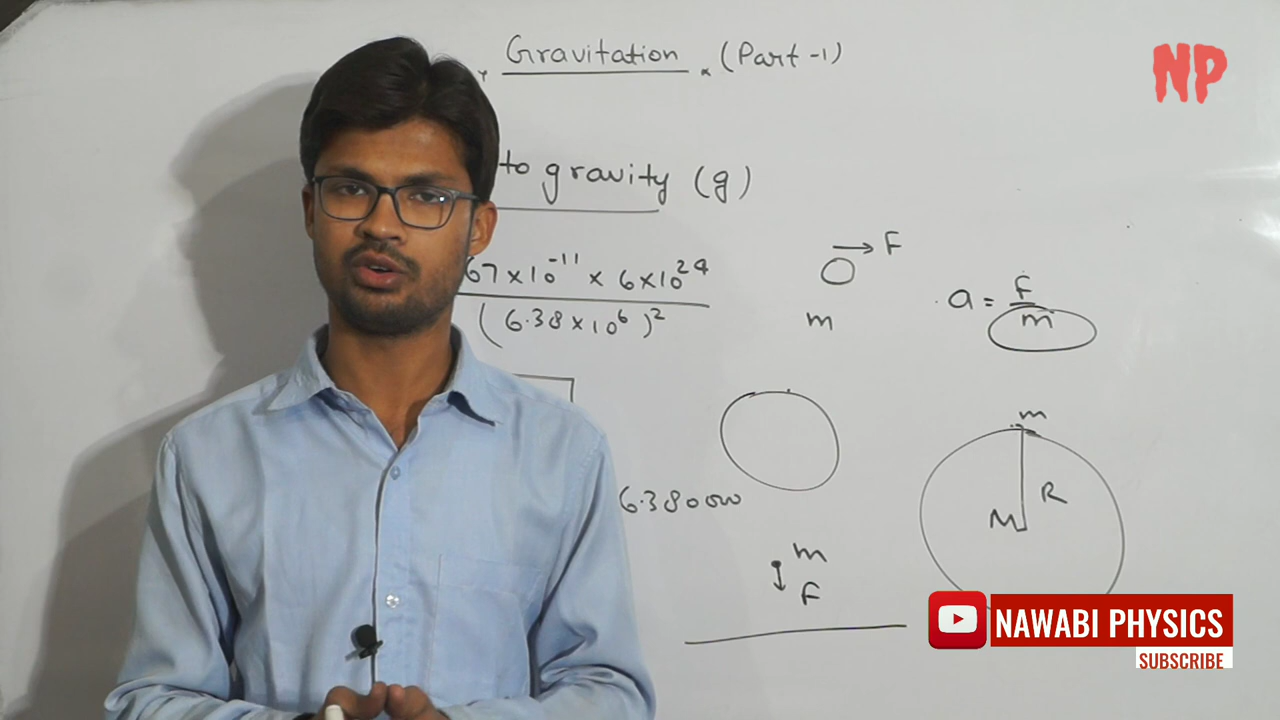 Gravitation (Part-1)
NP
to gravity (g)
67×10⁻¹¹ × 6×10²⁴
(6.38×10⁶)²
F
m
a = F
m
m
R
M
6.38000
m
F
NAWABI PHYSICS
SUBSCRIBE